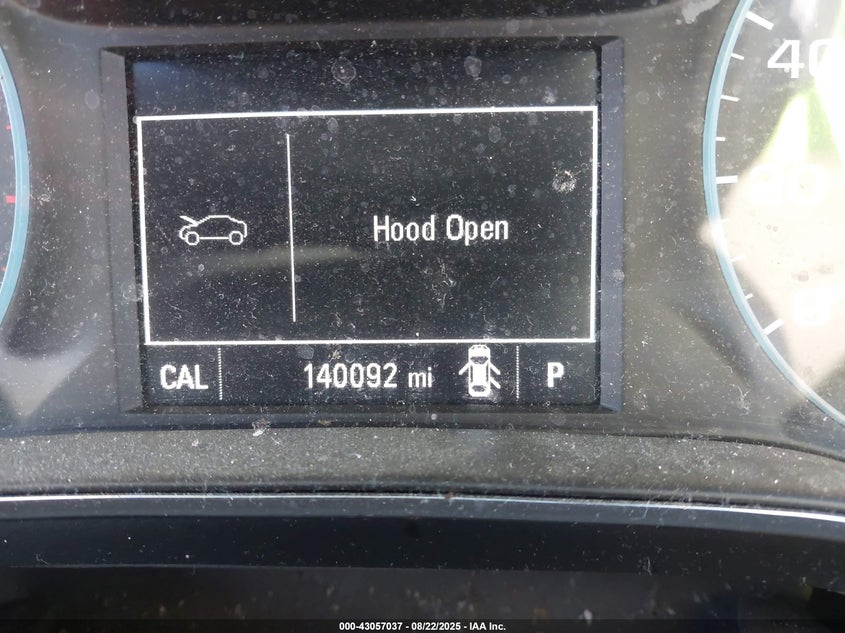 40
Hood Open
CAL 140092 mi P
000-43057037 - 08/22/2025 - IAA Inc.